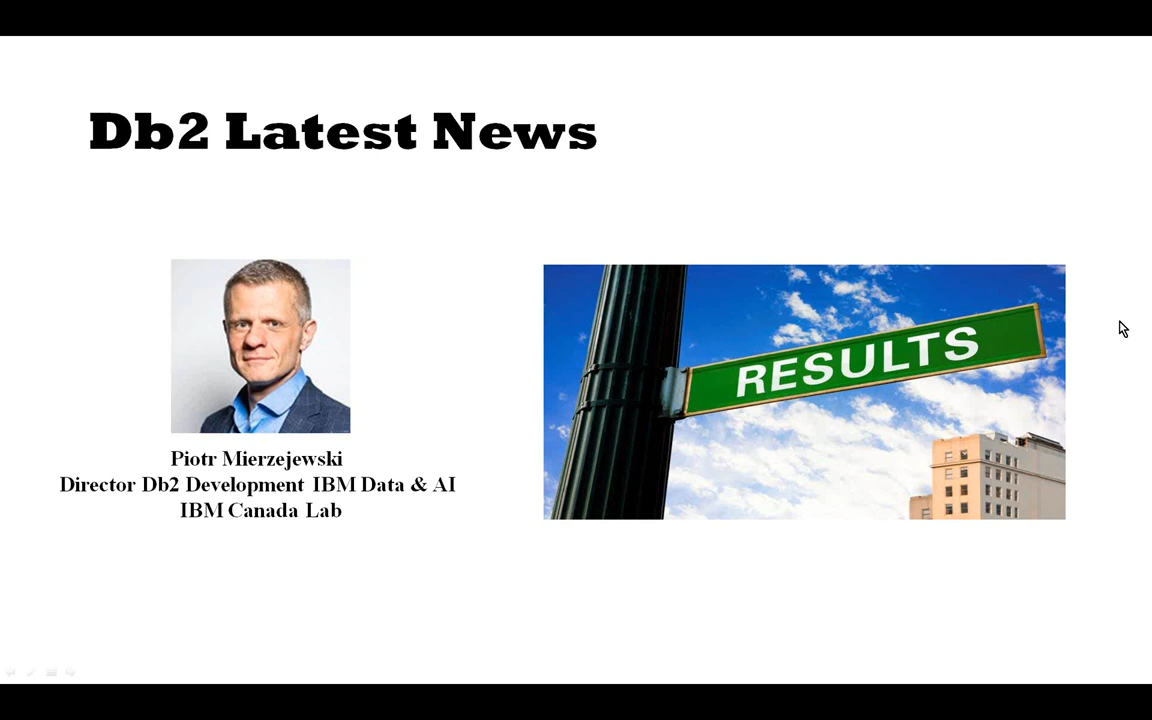 Db2 Latest News
RESULTS
Piotr Mierzejewski
Director Db2 Development IBM Data & AI
IBM Canada Lab